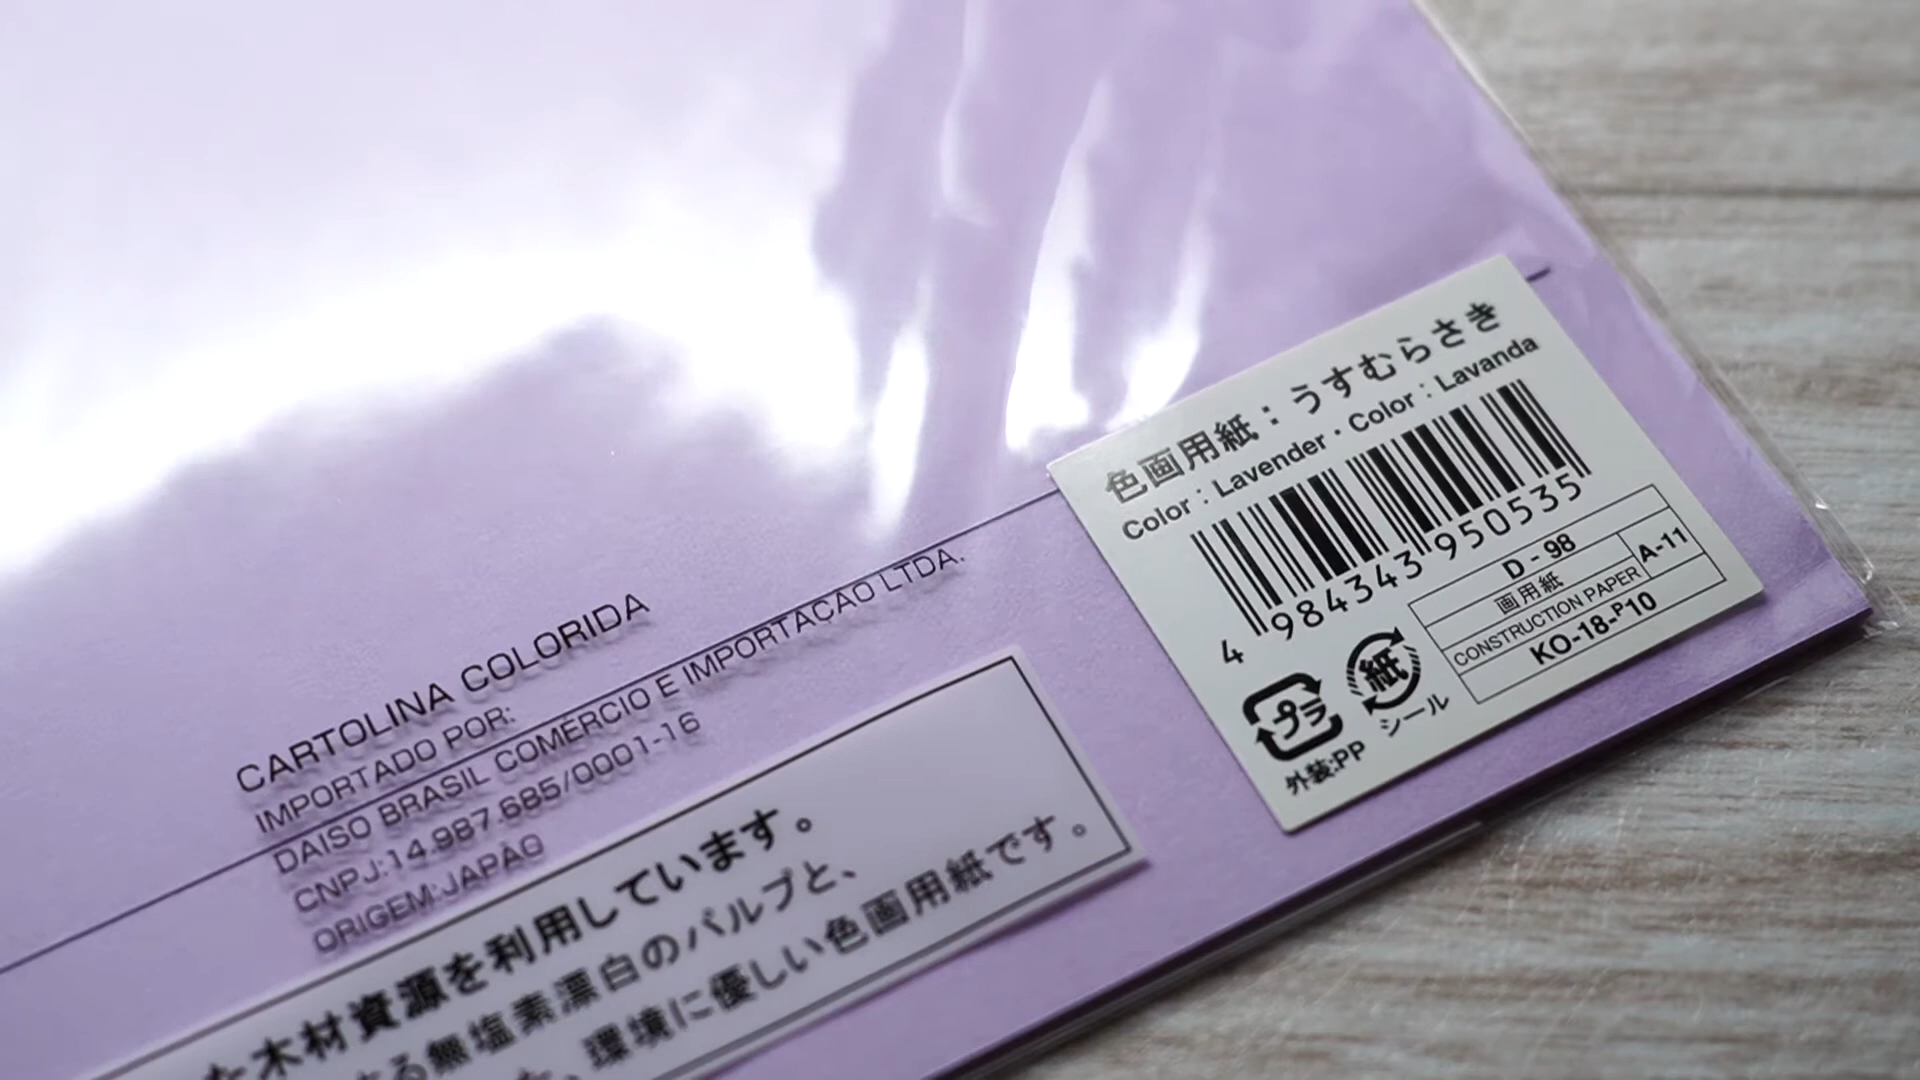 CARTOLINA COLORIDA
IMPORTADO POR:
DAISO BRASIL COMÉRCIO E IMPORTAÇÃO LTDA.
CNPJ:14.987.685/0001-16
ORIGEM:JAPÃO
木材資源を利用しています。
る無塩素漂白のパルプと、
、環境に優しい色画用紙です。
色画用紙：うすむらさき
Color：Lavender・Color：Lavanda
4 984343 950535
D - 98
画用紙
A-11
CONSTRUCTION PAPER
KO-18-P10
プラ
外装:PP
紙
シール